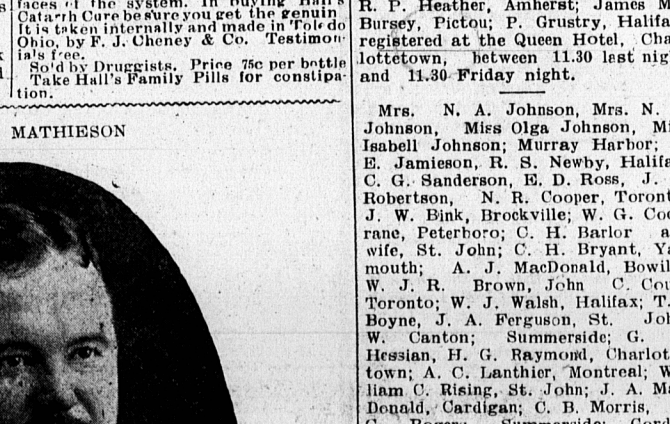 faces of the system. In buying Hall's
Catarrh Cure be sure you get the genuin
It is taken internally and made in Toledo
Ohio, by F. J. Cheney & Co. Testimon-
ials free.
Sold by Druggists. Price 75c per bottle
Take Hall's Family Pills for constipa-
tion.
MATHIESON
R. P. Heather, Amherst; James M
Bursey, Pictou; P. Grustry, Halifa
registered at the Queen Hotel, Cha
lottetown, between 11.30 last nig
and 11.30 Friday night.
Mrs. N. A. Johnson, Mrs. N.
Johnson, Miss Olga Johnson, Mi
Isabell Johnson; Murray Harbor;
E. Jamieson, R. S. Newby, Halifa
C. G. Sanderson, E. D. Ross, J.
Robertson, N. R. Cooper, Toront
J. W. Bink, Brockville; W. G. Coc
rane, Peterboro; C. H. Barlor a
wife, St. John; C. H. Bryant, Ya
mouth; A. J. MacDonald, Bowil
W. J. R. Brown, John C. Cou
Toronto; W. J. Walsh, Halifax; T.
Boyne, J. A. Ferguson, St. Joh
W. Canton; Summerside; G.
Hessian, H. G. Raymond, Charlot
town; A. C. Lanthier, Montreal; W
liam C. Rising, St. John; J. A. Ma
Donald, Cardigan; C. B. Morris,